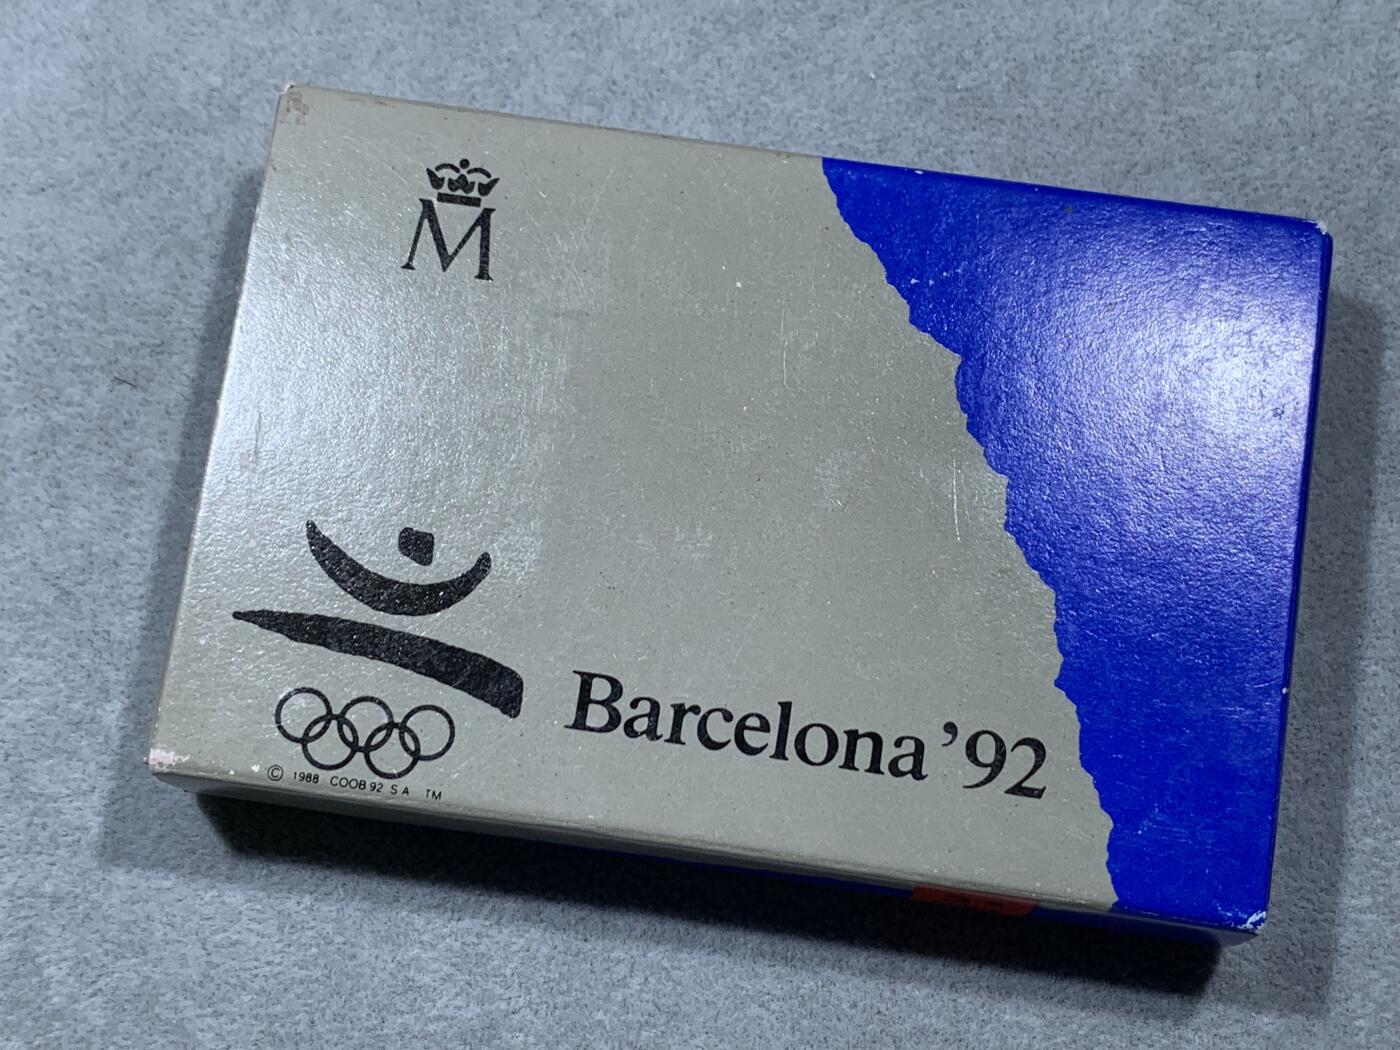 M
Barcelona '92
© 1988 COOB 92 S A TM